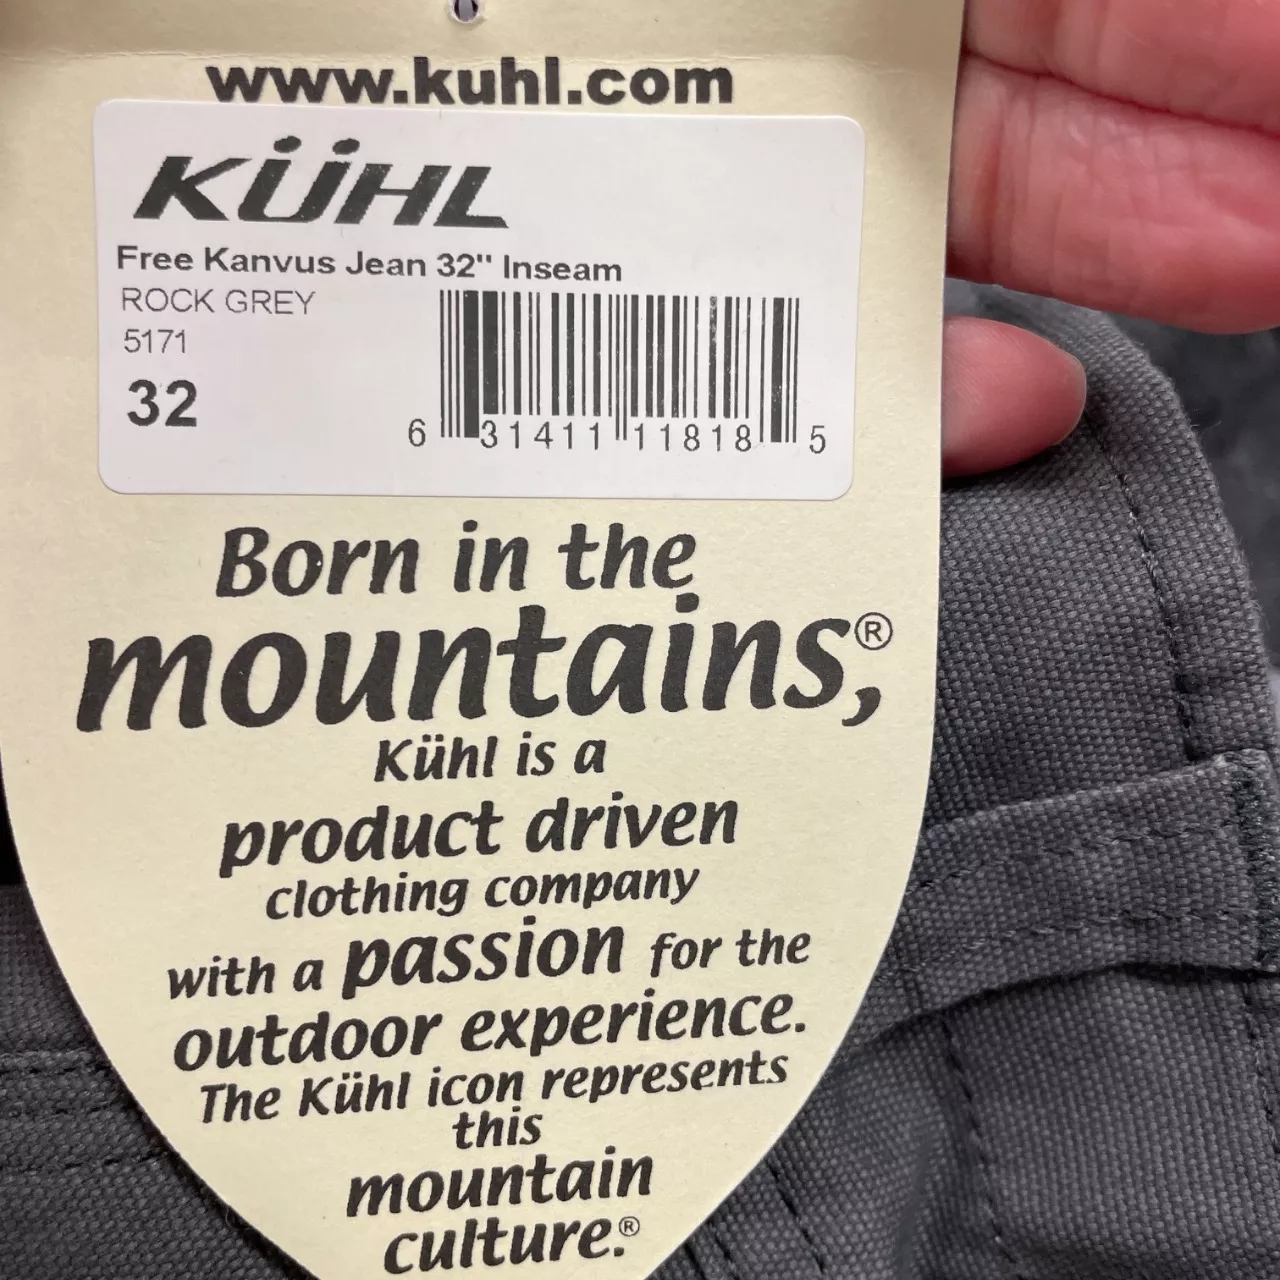 www.kuhl.com
KÜHL
Free Kanvus Jean 32" Inseam
ROCK GREY
5171
32
6 31411 11818 5
Born in the
mountains,®
Kühl is a
product driven
clothing company
with a passion for the
outdoor experience.
The Kühl icon represents
this
mountain
culture.®